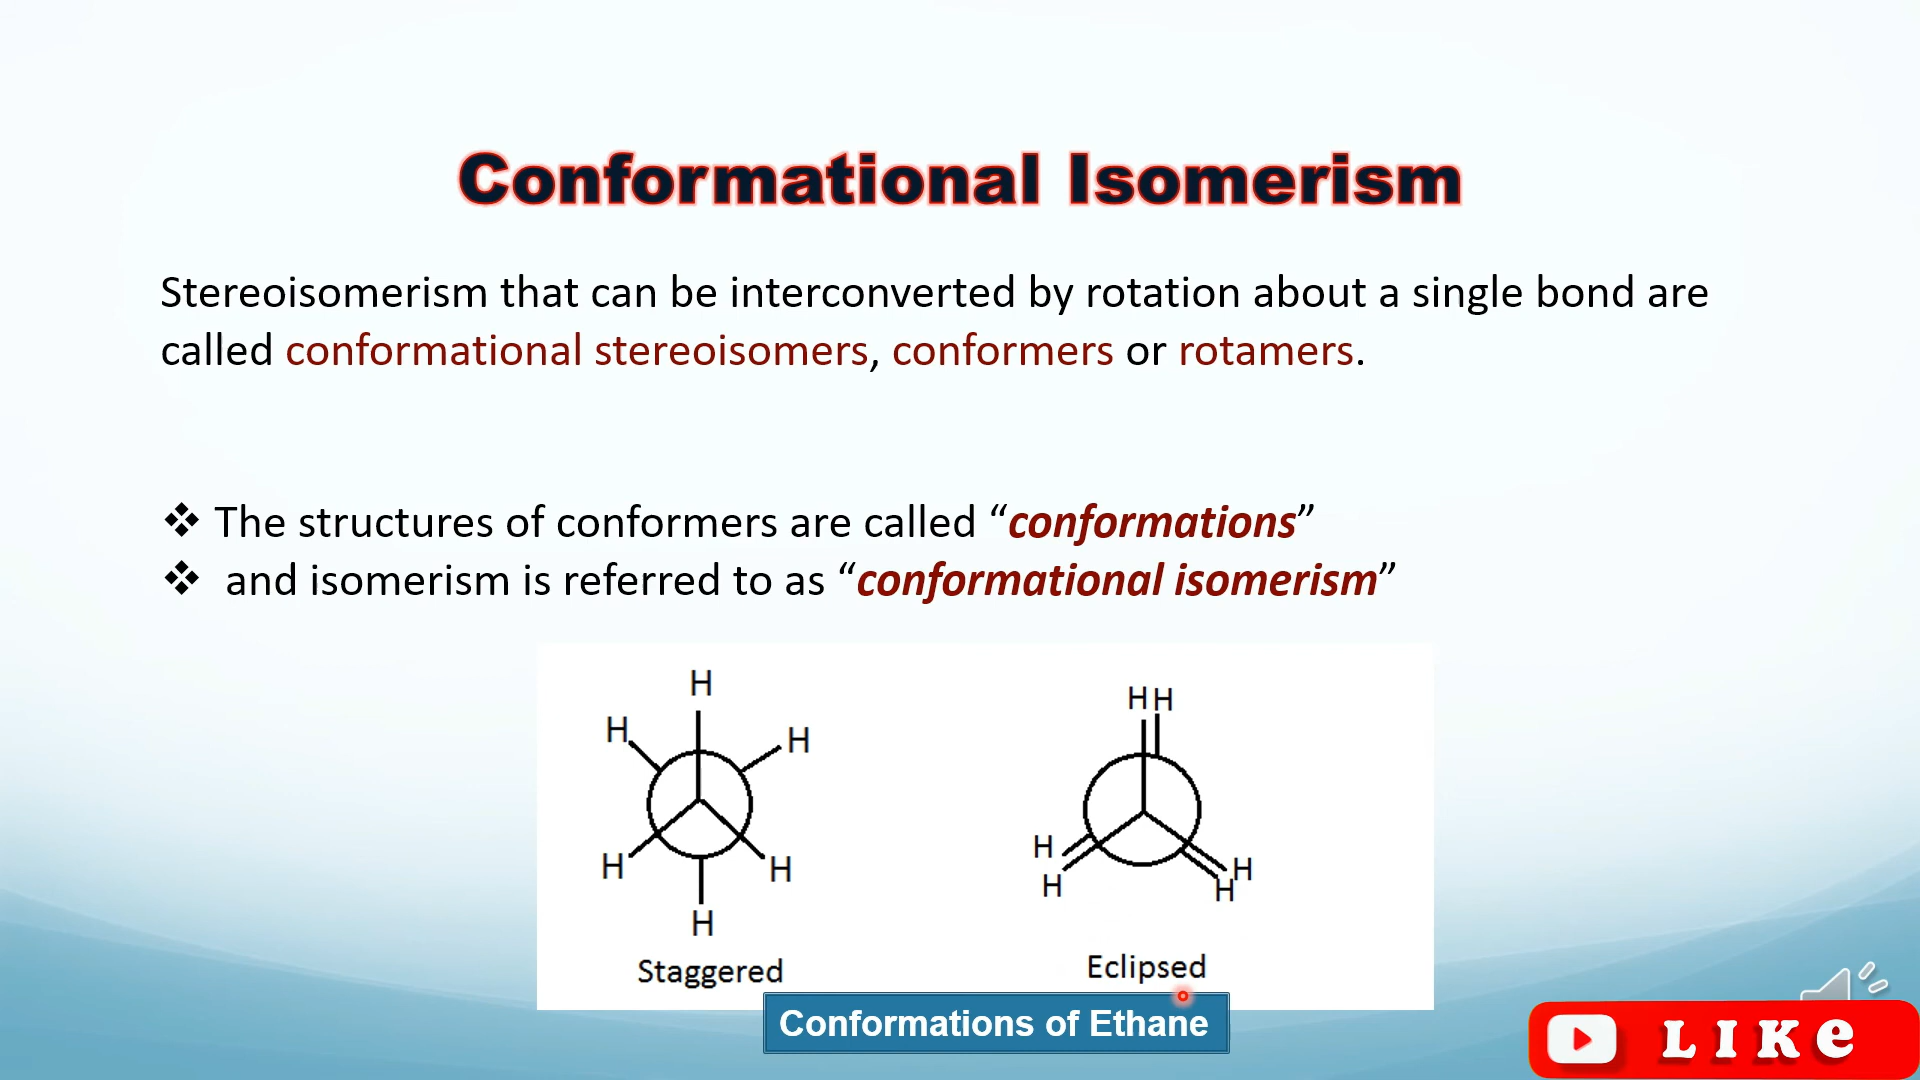 Conformational Isomerism
Stereoisomerism that can be interconverted by rotation about a single bond are
called conformational stereoisomers, conformers or rotamers.
❖ The structures of conformers are called “conformations”
❖ and isomerism is referred to as “conformational isomerism”
H
H
H
H
H
H
Staggered
H H
H
H
H
H
Eclipsed
Conformations of Ethane
LIKe